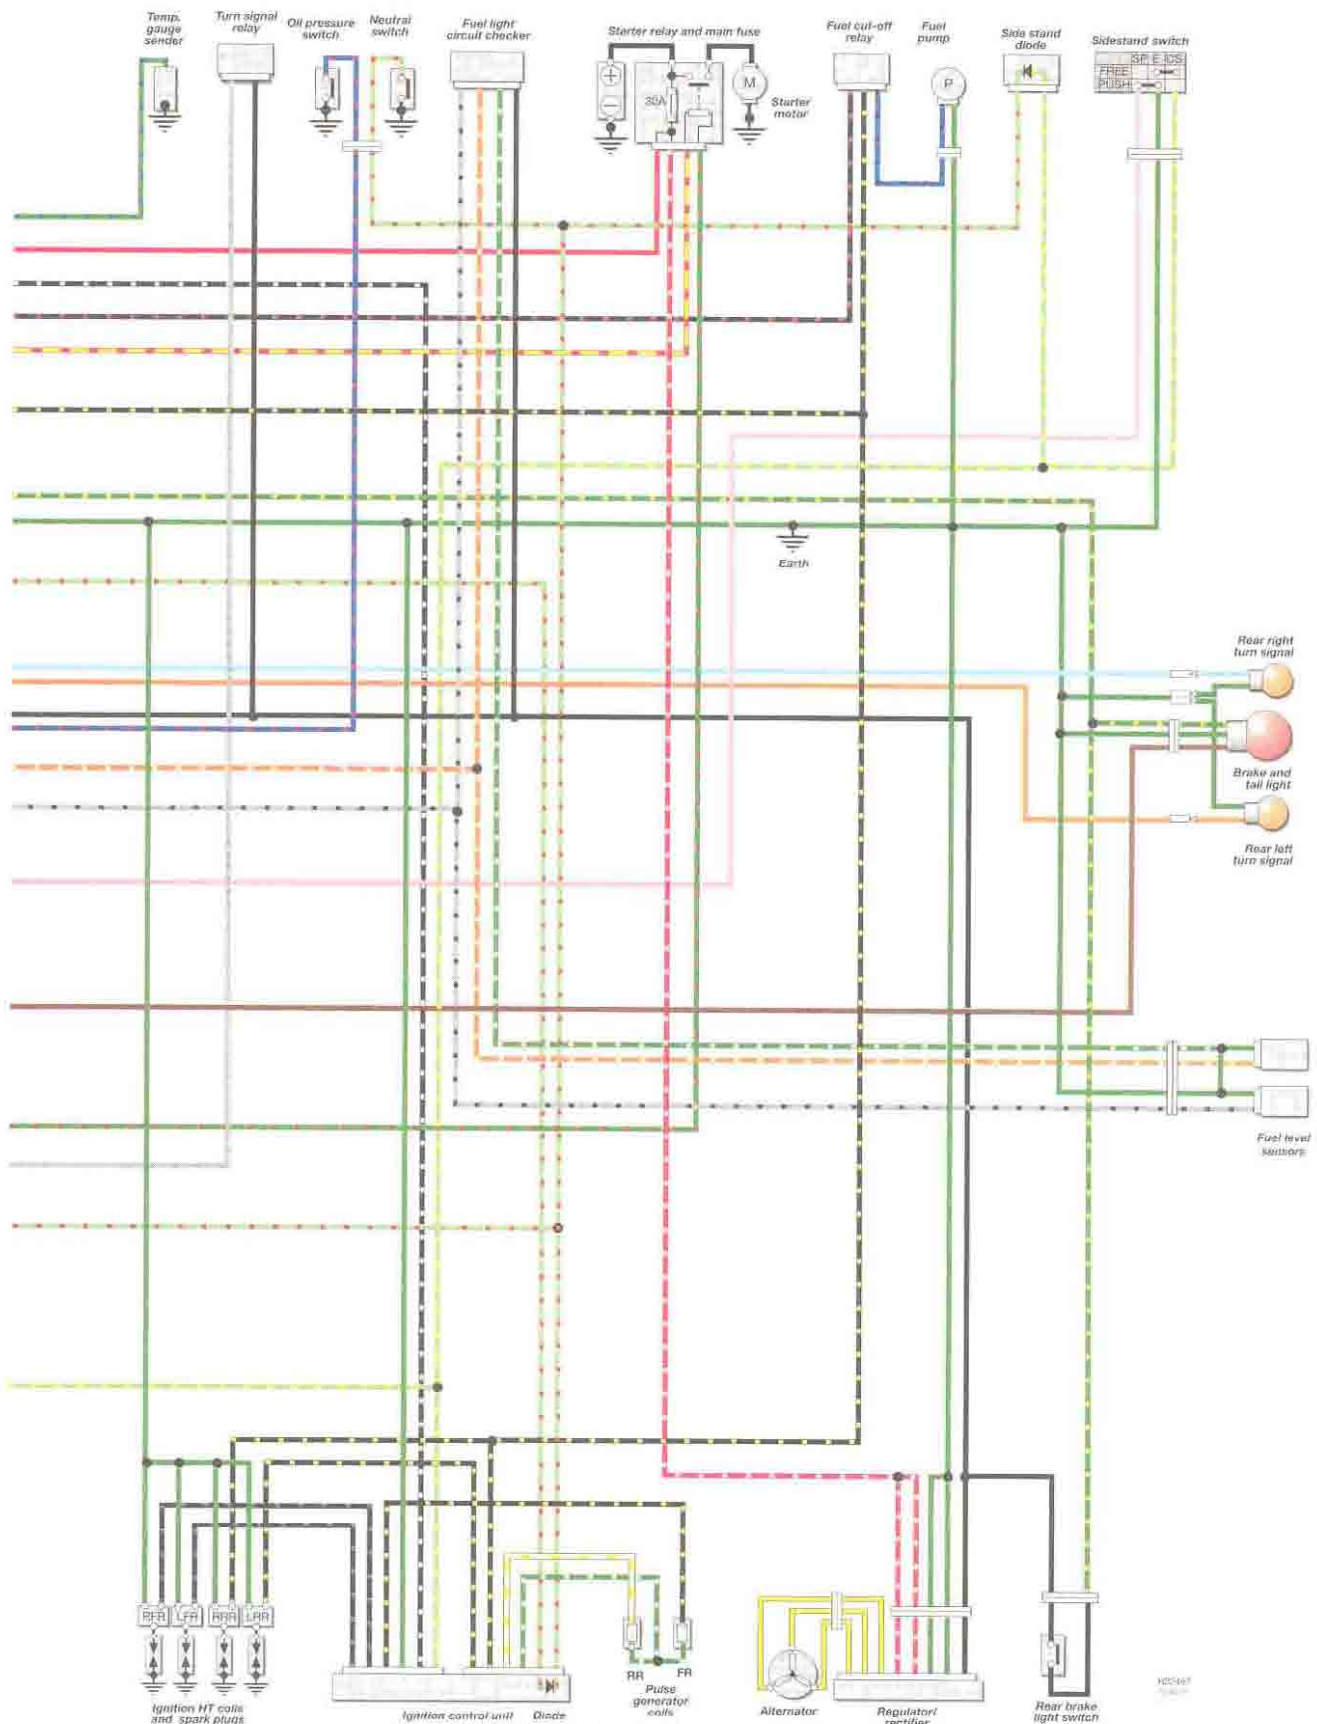 Temp.
gauge
sender
Turn signal
relay
Oil pressure
switch
Neutral
switch
Fuel light
circuit checker
Starter relay and main fuse
Fuel cut-off
relay
Fuel
pump
Side stand
diode
Sidestand switch
FREE
PUSH
M
P
Starter
motor
Earth
Rear right
turn signal
Brake and
tail light
Rear left
turn signal
Fuel level
sensors
RFR
LFR
RRR
LRR
RR
FR
Ignition HT coils
and spark plugs
Ignition control unit
Diode
Pulse
generator
coils
Alternator
Regulator/
rectifier
Rear brake
light switch